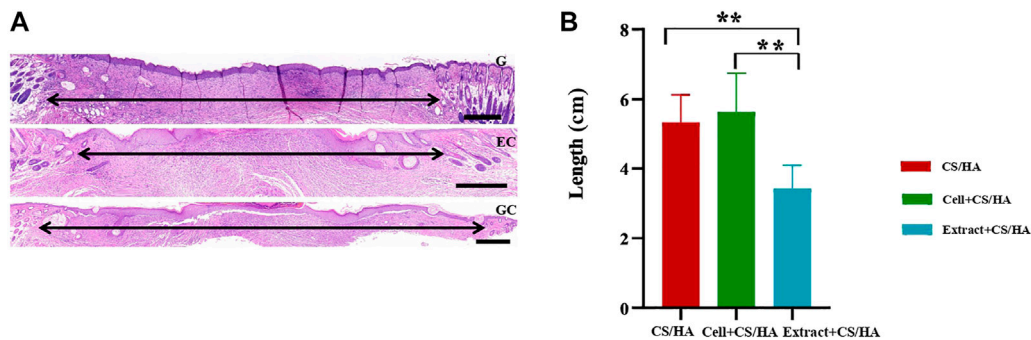 A
G
EC
GC
B
**
**
8
6
4
2
0
Length (cm)
CS/HA
Cell+CS/HA
Extract+CS/HA
CS/HA Cell+CS/HA Extract+CS/HA